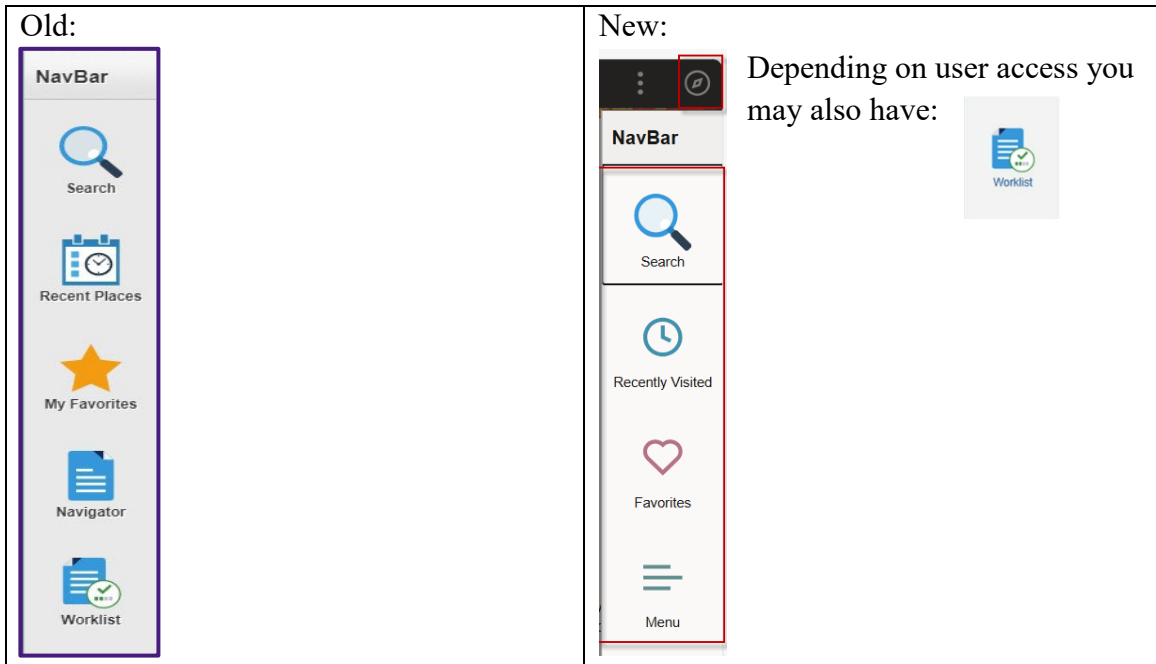 Old:
NavBar
Search
Recent Places
My Favorites
Navigator
Worklist
New:
NavBar
Search
Recently Visited
Favorites
Menu
Depending on user access you
may also have:
Worklist